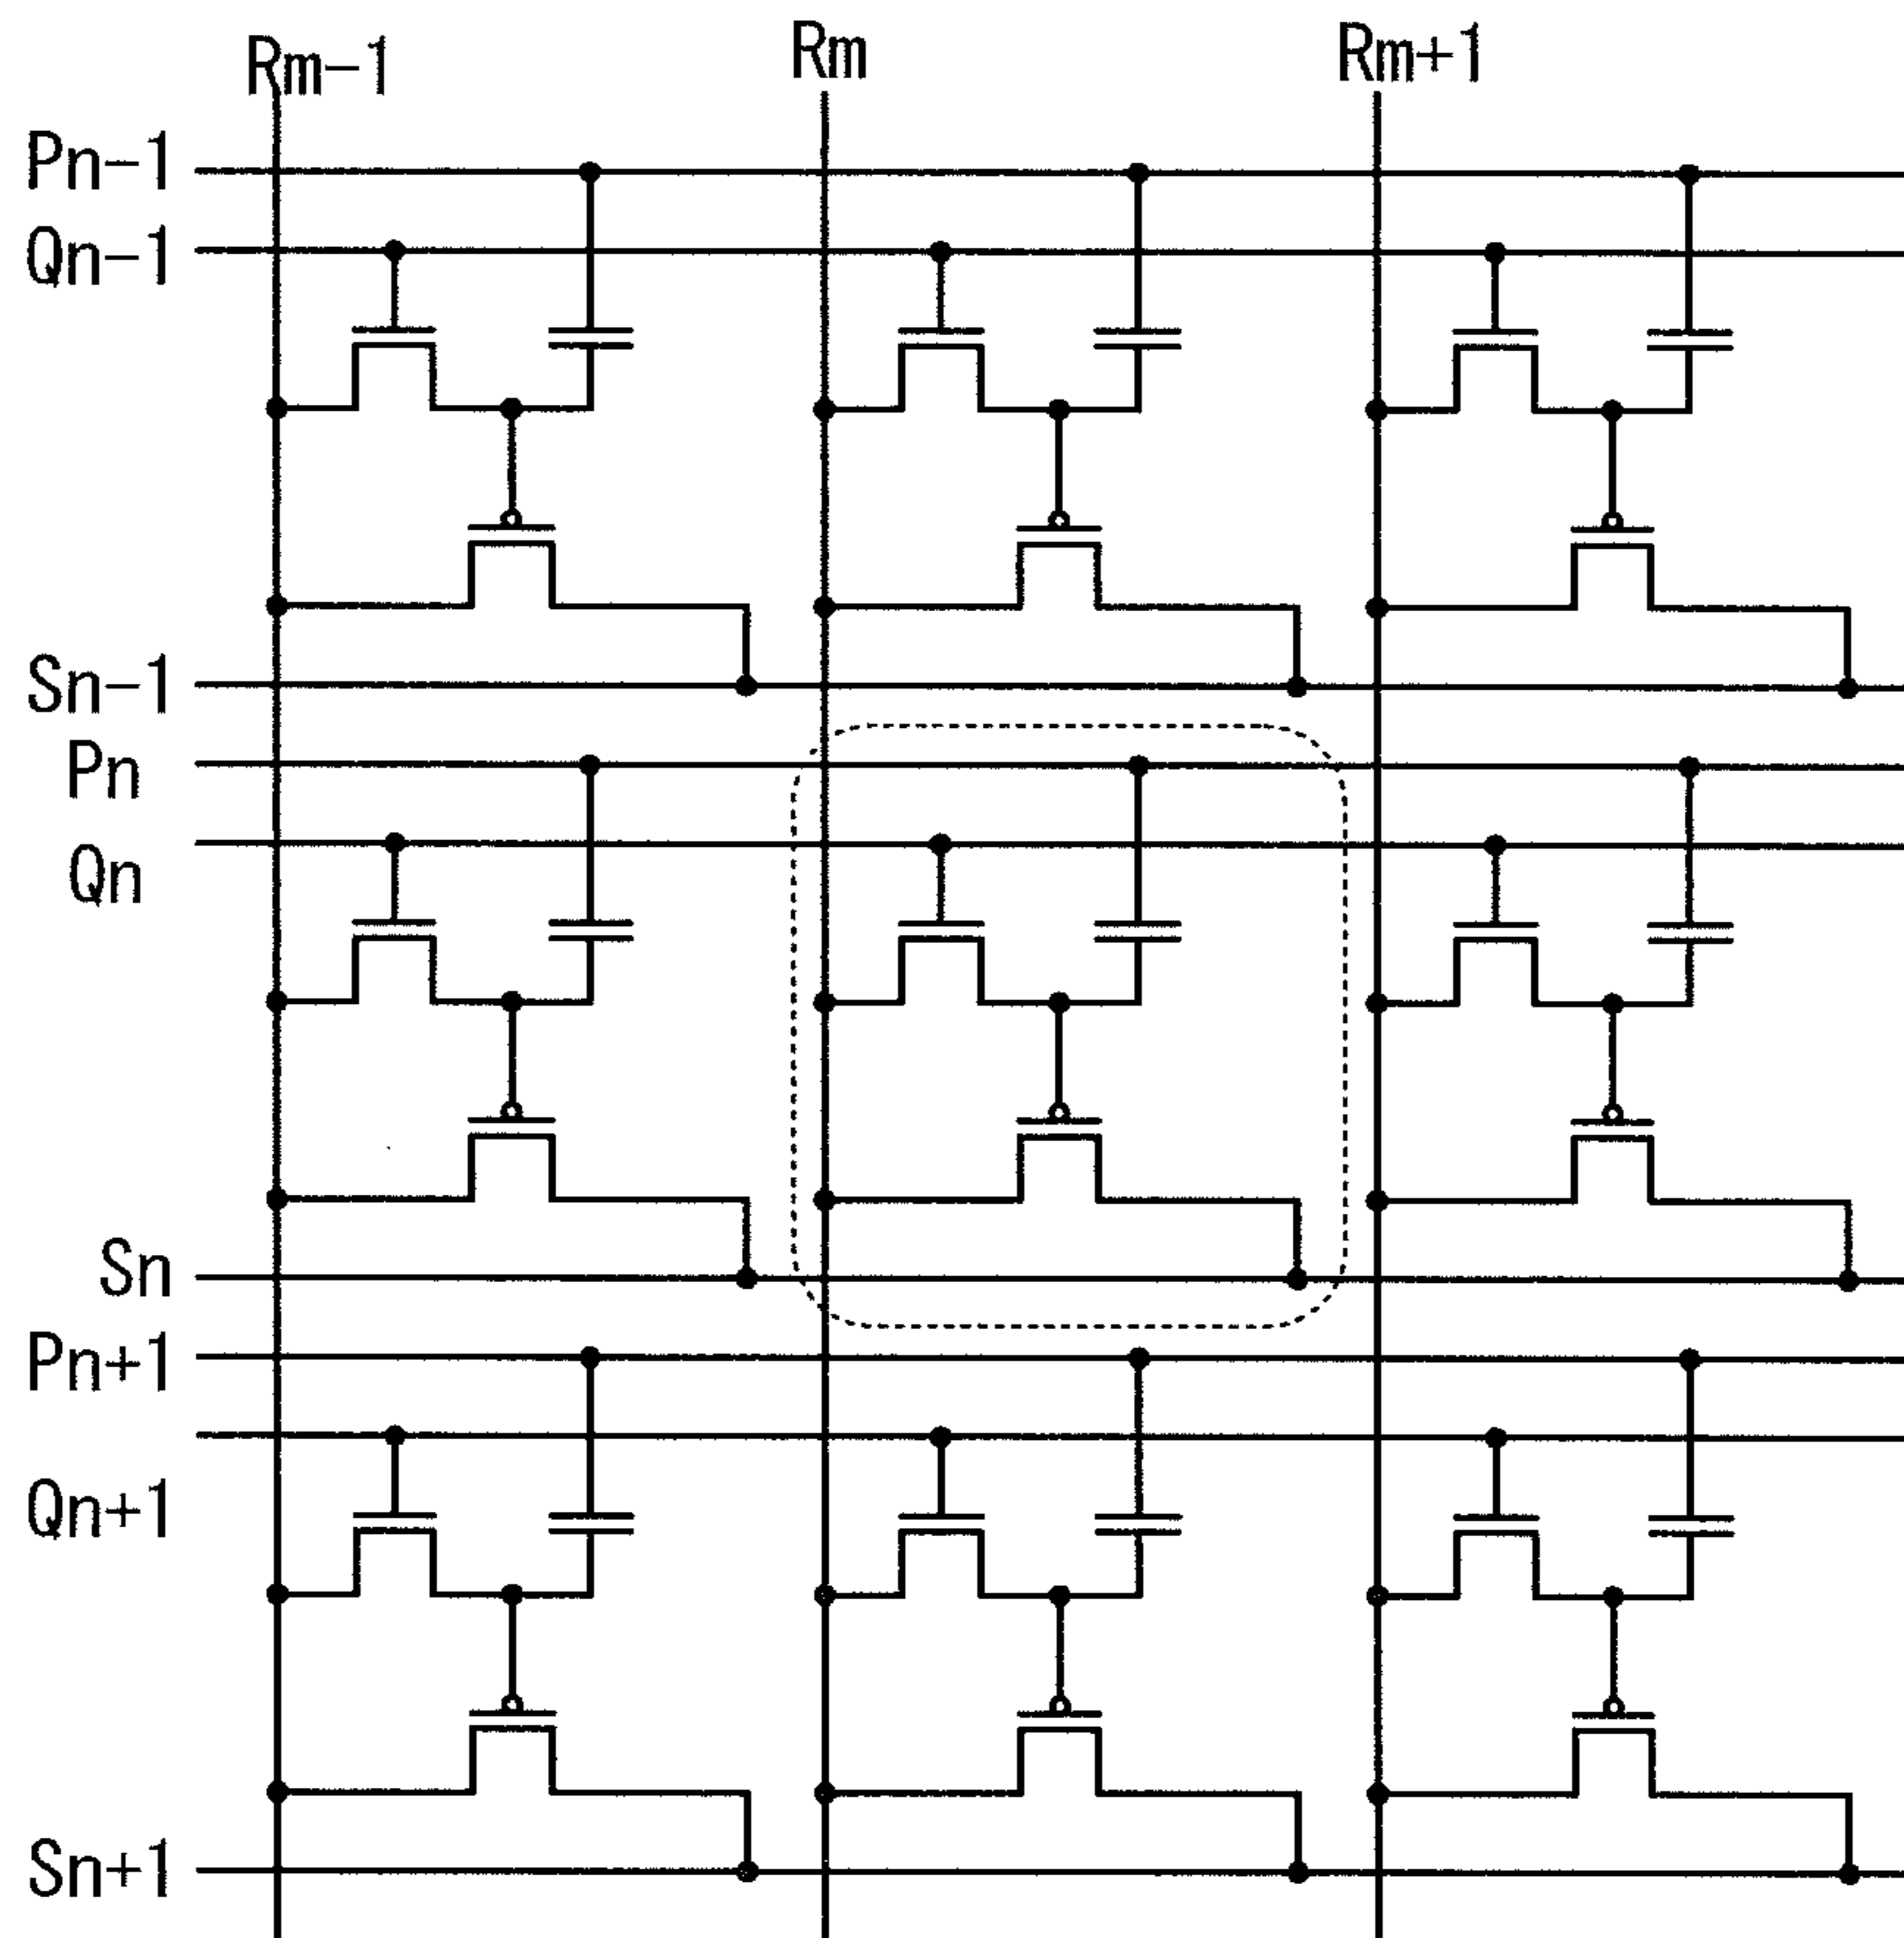 Rm-1
Rm
Rm+1
Pn-1
Qn-1
Sn-1
Pn
Qn
Sn
Pn+1
Qn+1
Sn+1